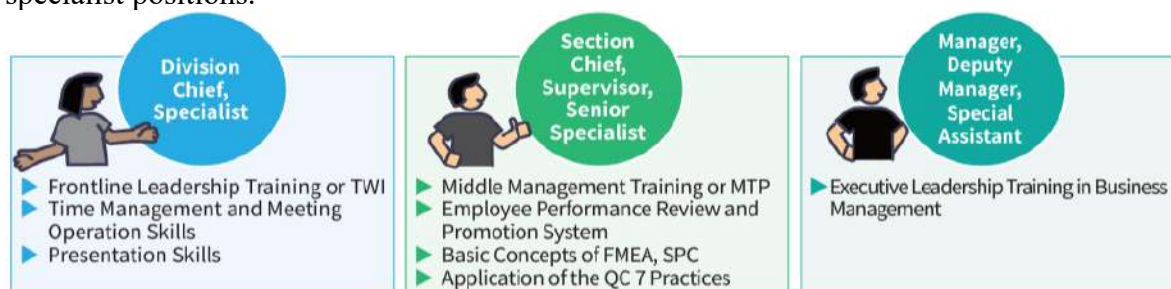 specialist positions.
Division
Chief,
Specialist
▶ Frontline Leadership Training or TWI
▶ Time Management and Meeting
Operation Skills
▶ Presentation Skills
Section
Chief,
Supervisor,
Senior
Specialist
▶ Middle Management Training or MTP
▶ Employee Performance Review and
Promotion System
▶ Basic Concepts of FMEA, SPC
▶ Application of the QC 7 Practices
Manager,
Deputy
Manager,
Special
Assistant
▶ Executive Leadership Training in Business
Management